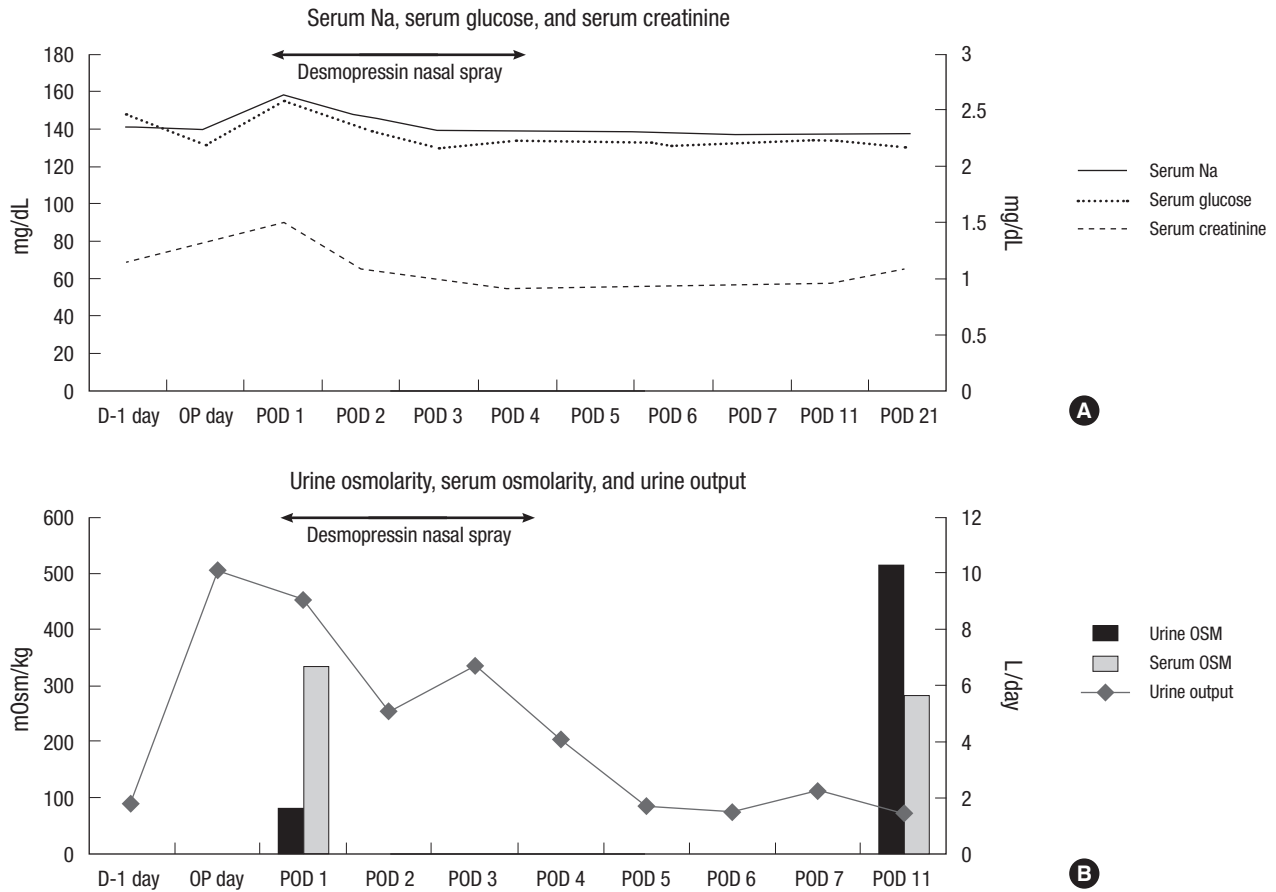 Serum Na, serum glucose, and serum creatinine
Desmopressin nasal spray
mg/dL
180
160
140
120
100
80
60
40
20
0
3
2.5
2
1.5
1
0.5
0
mg/dL
D-1 day OP day POD 1 POD 2 POD 3 POD 4 POD 5 POD 6 POD 7 POD 11 POD 21
Serum Na
Serum glucose
Serum creatinine
A
Urine osmolarity, serum osmolarity, and urine output
Desmopressin nasal spray
mOsm/kg
600
500
400
300
200
100
0
12
10
8
6
4
2
0
L/day
D-1 day OP day POD 1 POD 2 POD 3 POD 4 POD 5 POD 6 POD 7 POD 11
Urine OSM
Serum OSM
Urine output
B